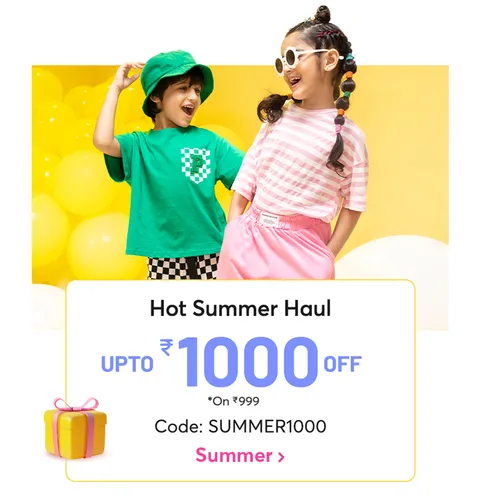 Hot Summer Haul
UPTO ₹1000 OFF
*On ₹999
Code: SUMMER1000
Summer >